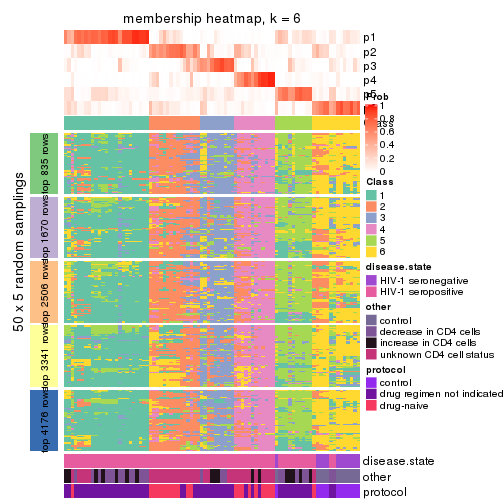 membership heatmap, k = 6
p1
p2
p3
p4
p5
Prob
1
0.8
0.6
0.4
0.2
0
Class
1
2
3
4
5
6
disease.state
HIV-1 seronegative
HIV-1 seropositive
other
control
decrease in CD4 cells
increase in CD4 cells
unknown CD4 cell status
protocol
control
drug regimen not indicated
drug-naive
50 x 5 random samplings
top 835 rows
top 1670 rows
top 2506 rows
top 3341 rows
top 4176 rows
disease.state
other
protocol